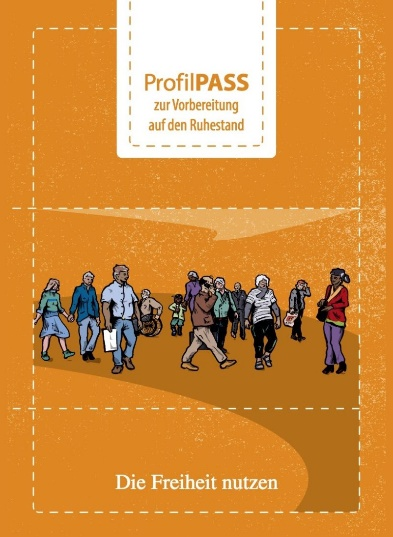 ProfilPASS
zur Vorbereitung
auf den Ruhestand
Die Freiheit nutzen